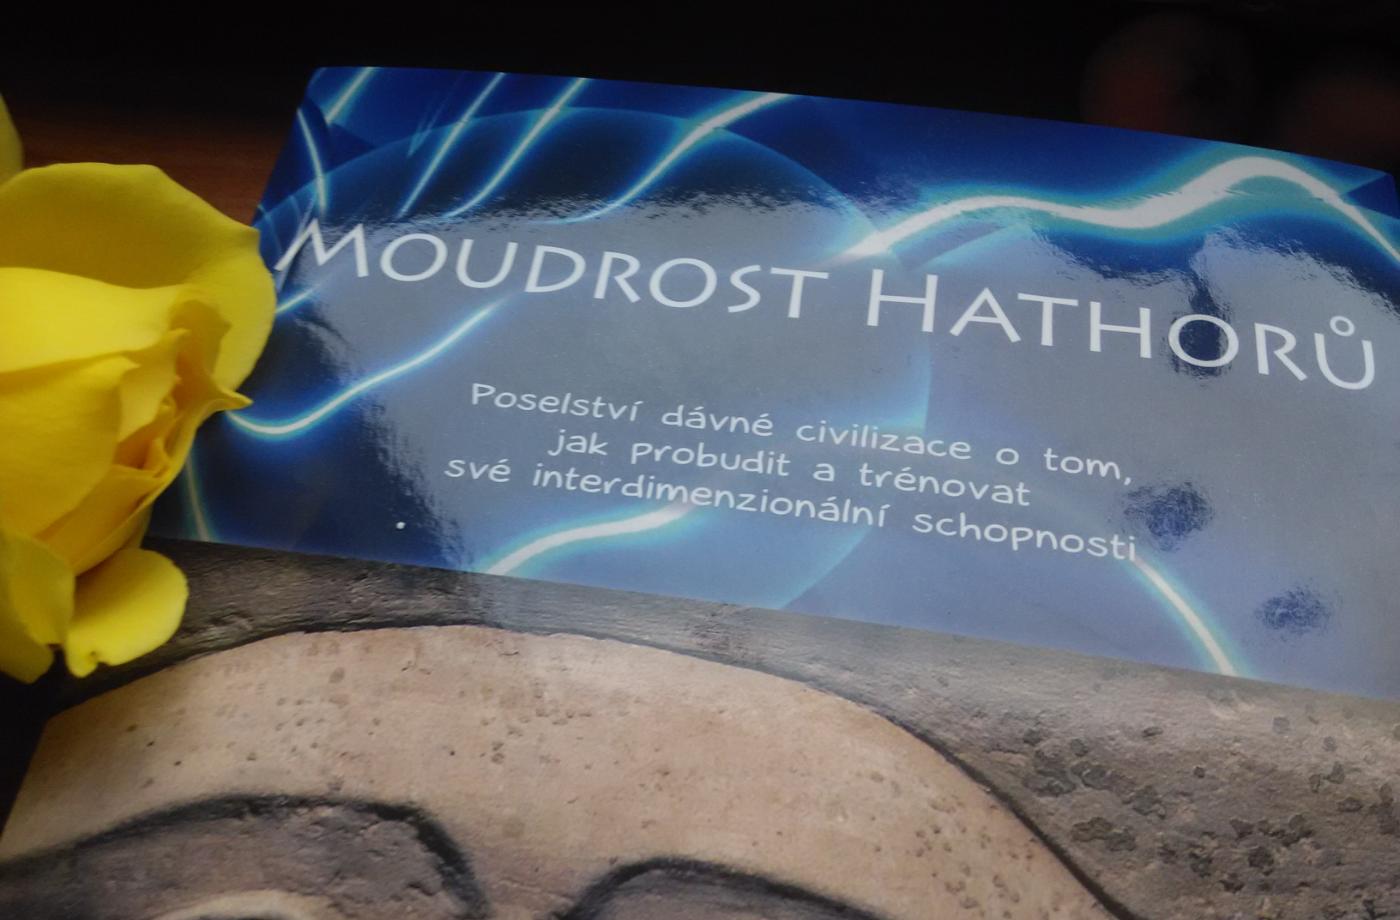 MOUDROST HATHORŮ
Poselství dávné civilizace o tom,
jak probudit a trénovat
své interdimenzionální schopnosti